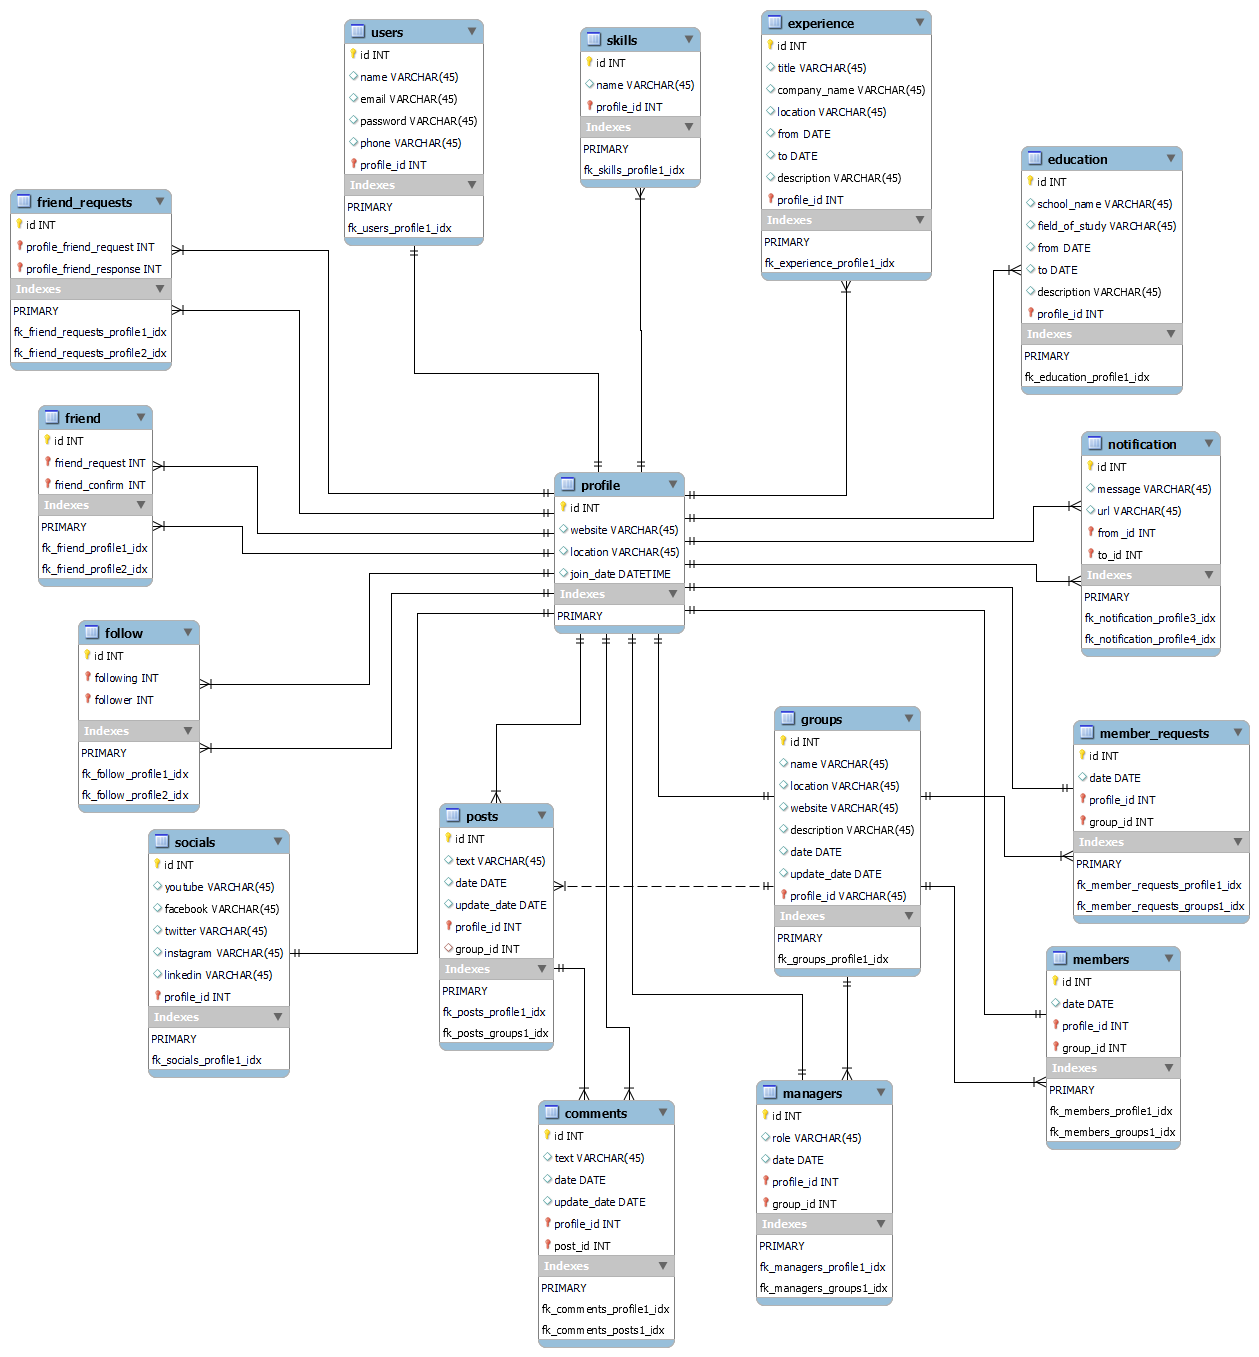 users
id INT
name VARCHAR(45)
email VARCHAR(45)
password VARCHAR(45)
phone VARCHAR(45)
profile_id INT
Indexes
PRIMARY
fk_users_profile1_idx
skills
id INT
name VARCHAR(45)
profile_id INT
Indexes
PRIMARY
fk_skills_profile1_idx
experience
id INT
title VARCHAR(45)
company_name VARCHAR(45)
location VARCHAR(45)
from DATE
to DATE
description VARCHAR(45)
profile_id INT
Indexes
PRIMARY
fk_experience_profile1_idx
education
id INT
school_name VARCHAR(45)
field_of_study VARCHAR(45)
from DATE
to DATE
description VARCHAR(45)
profile_id INT
Indexes
PRIMARY
fk_education_profile1_idx
friend_requests
id INT
profile_friend_request INT
profile_friend_response INT
Indexes
PRIMARY
fk_friend_requests_profile1_idx
fk_friend_requests_profile2_idx
friend
id INT
friend_request INT
friend_confirm INT
Indexes
PRIMARY
fk_friend_profile1_idx
fk_friend_profile2_idx
profile
id INT
website VARCHAR(45)
location VARCHAR(45)
join_date DATETIME
Indexes
PRIMARY
notification
id INT
message VARCHAR(45)
url VARCHAR(45)
from_id INT
to_id INT
Indexes
PRIMARY
fk_notification_profile3_idx
fk_notification_profile4_idx
follow
id INT
following INT
follower INT
Indexes
PRIMARY
fk_follow_profile1_idx
fk_follow_profile2_idx
groups
id INT
name VARCHAR(45)
location VARCHAR(45)
website VARCHAR(45)
description VARCHAR(45)
date DATE
update_date DATE
profile_id VARCHAR(45)
Indexes
PRIMARY
fk_groups_profile1_idx
member_requests
id INT
date DATE
profile_id INT
group_id INT
Indexes
PRIMARY
fk_member_requests_profile1_idx
fk_member_requests_groups1_idx
socials
id INT
youtube VARCHAR(45)
facebook VARCHAR(45)
twitter VARCHAR(45)
instagram VARCHAR(45)
linkedin VARCHAR(45)
profile_id INT
Indexes
PRIMARY
fk_socials_profile1_idx
posts
id INT
text VARCHAR(45)
date DATE
update_date DATE
profile_id INT
group_id INT
Indexes
PRIMARY
fk_posts_profile1_idx
fk_posts_groups1_idx
members
id INT
date DATE
profile_id INT
group_id INT
Indexes
PRIMARY
fk_members_profile1_idx
fk_members_groups1_idx
comments
id INT
text VARCHAR(45)
date DATE
update_date DATE
profile_id INT
post_id INT
Indexes
PRIMARY
fk_comments_profile1_idx
fk_comments_posts1_idx
managers
id INT
role VARCHAR(45)
date DATE
profile_id INT
group_id INT
Indexes
PRIMARY
fk_managers_profile1_idx
fk_managers_groups1_idx